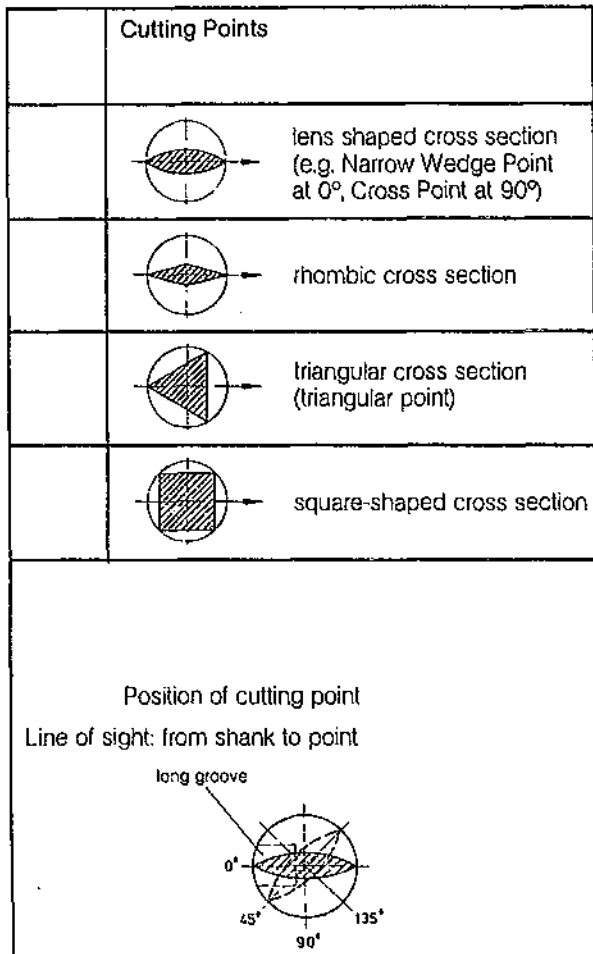 Cutting Points
lens shaped cross section
(e.g. Narrow Wedge Point
at 0°, Cross Point at 90°)
rhombic cross section
triangular cross section
(triangular point)
square-shaped cross section
Position of cutting point
Line of sight: from shank to point
long groove
0°
45°
135°
90°